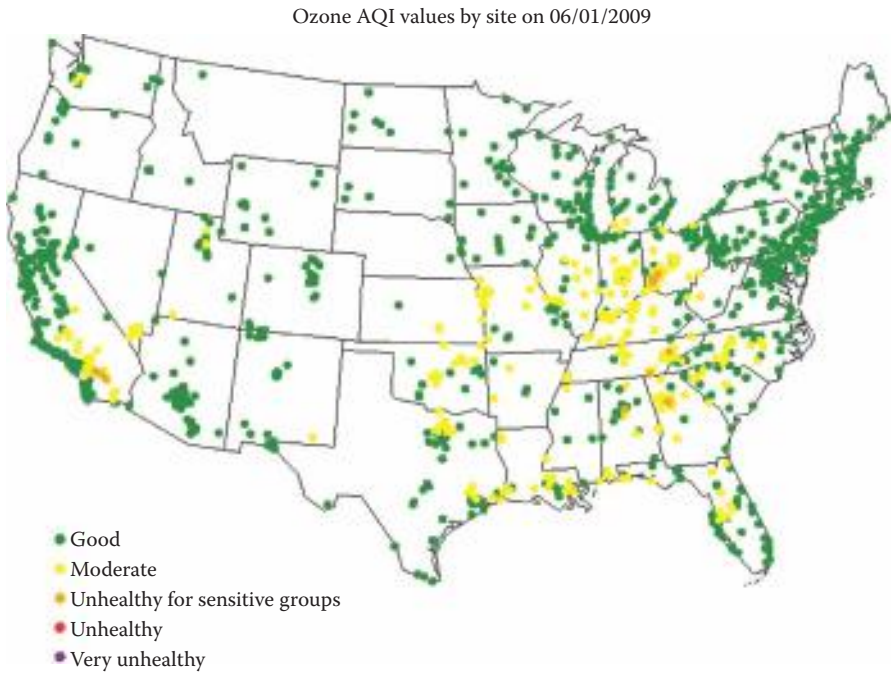 Ozone AQI values by site on 06/01/2009
Good
Moderate
Unhealthy for sensitive groups
Unhealthy
Very unhealthy